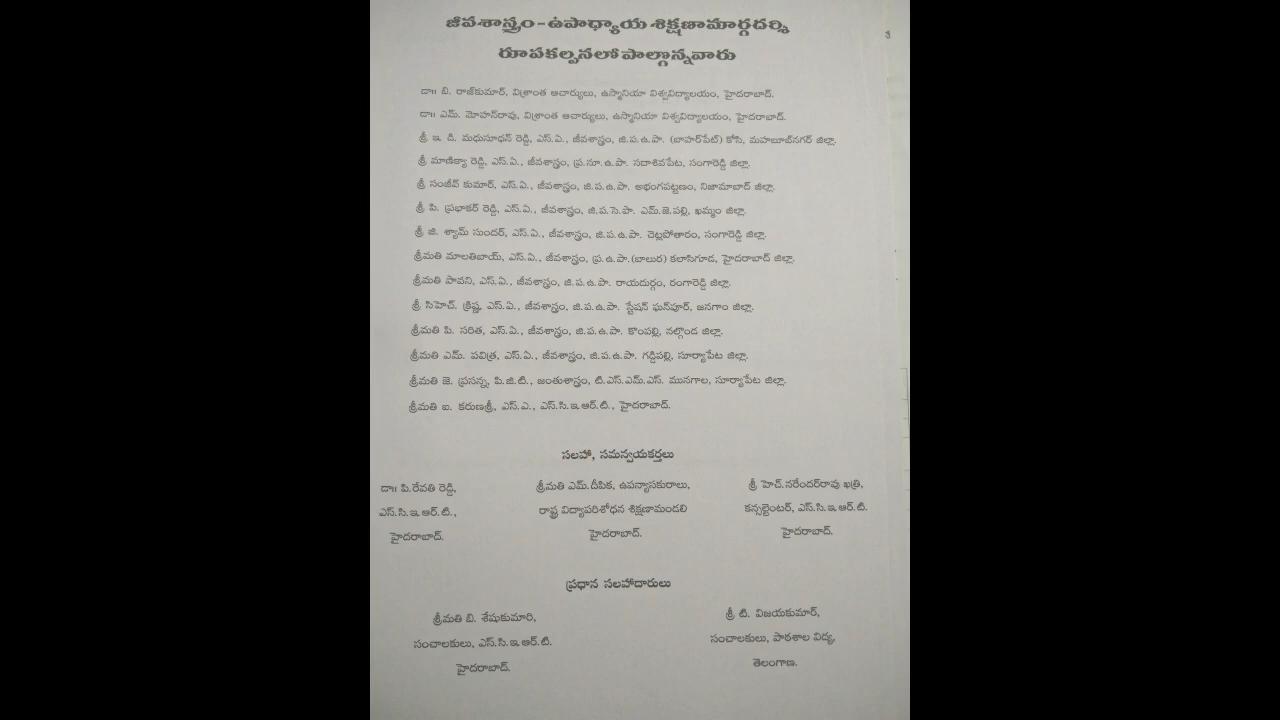 జీవశాస్త్రం - ఉపాధ్యాయ శిక్షణా మార్గదర్శి
రూపకల్పనలో పాల్గొన్నవారు
డా॥ బి. రాజ్‌కుమార్, విశ్రాంత ఆచార్యులు, ఉస్మానియా విశ్వవిద్యాలయం, హైదరాబాద్.
డా॥ ఎమ్. మోహన్‌రావు, విశ్రాంత ఆచార్యులు, ఉస్మానియా విశ్వవిద్యాలయం, హైదరాబాద్.
శ్రీ ఇ. డి. మధుసూధన్ రెడ్డి, ఎస్.ఏ., జీవశాస్త్రం, జి.ప.ఉ.పా. (బాహర్‌పేట్) కోసి, మహబూబ్‌నగర్ జిల్లా.
శ్రీ మాణిక్యా రెడ్డి, ఎస్.ఏ., జీవశాస్త్రం, ప్ర.నూ.ఉ.పా. సదాశివపేట, సంగారెడ్డి జిల్లా.
శ్రీ సంజీవ్ కుమార్, ఎస్.ఏ., జీవశాస్త్రం, జి.ప.ఉ.పా. అభంగపట్టణం, నిజామాబాద్ జిల్లా.
శ్రీ పి. ప్రభాకర్ రెడ్డి, ఎస్.ఏ., జీవశాస్త్రం, జి.ప.సె.పా. ఎమ్.జె.పల్లి, ఖమ్మం జిల్లా.
శ్రీ జి. శ్యామ్ సుందర్, ఎస్.ఏ., జీవశాస్త్రం, జి.ప.ఉ.పా. చెట్లపోతారం, సంగారెడ్డి జిల్లా.
శ్రీమతి మాలతిబాయ్, ఎస్.ఏ., జీవశాస్త్రం, ప్ర.ఉ.పా.(బాలుర) కలాసిగూడ, హైదరాబాద్ జిల్లా.
శ్రీమతి పావని, ఎస్.ఏ., జీవశాస్త్రం, జి.ప.ఉ.పా. రాయదుర్గం, రంగారెడ్డి జిల్లా.
శ్రీ సిహెచ్. క్రిష్ణ, ఎస్.ఏ., జీవశాస్త్రం, జి.ప.ఉ.పా. స్టేషన్ ఘన్‌పూర్, జనగాం జిల్లా.
శ్రీమతి పి. సరిత, ఎస్.ఏ., జీవశాస్త్రం, జి.ప.ఉ.పా. కొంపల్లి, నల్గొండ జిల్లా.
శ్రీమతి ఎమ్. పవిత్ర, ఎస్.ఏ., జీవశాస్త్రం, జి.ప.ఉ.పా. గడ్డిపల్లి, సూర్యాపేట జిల్లా.
శ్రీమతి జె. ప్రసన్న, పి.జి.టి., జంతుశాస్త్రం, టి.ఎస్.ఎమ్.ఎస్. మునగాల, సూర్యాపేట జిల్లా.
శ్రీమతి ఐ. కరుణశ్రీ, ఎస్.ఎ., ఎస్.సి.ఇ.ఆర్.టి., హైదరాబాద్.
సలహా, సమన్వయకర్తలు
డా॥ పి.రేవతి రెడ్డి,
ఎస్.సి.ఇ.ఆర్.టి.,
హైదరాబాద్.
శ్రీమతి ఎమ్.దీపిక, ఉపన్యాసకురాలు,
రాష్ట్ర విద్యాపరిశోధన శిక్షణామండలి
హైదరాబాద్.
శ్రీ హెచ్.నరేందర్‌రావు ఖత్రి,
కన్సల్టెంటర్, ఎస్.సి.ఇ.ఆర్.టి.
హైదరాబాద్.
ప్రధాన సలహాదారులు
శ్రీమతి బి. శేషుకుమారి,
సంచాలకులు, ఎస్.సి.ఇ.ఆర్.టి.
హైదరాబాద్.
శ్రీ టి. విజయకుమార్,
సంచాలకులు, పాఠశాల విద్య,
తెలంగాణ.